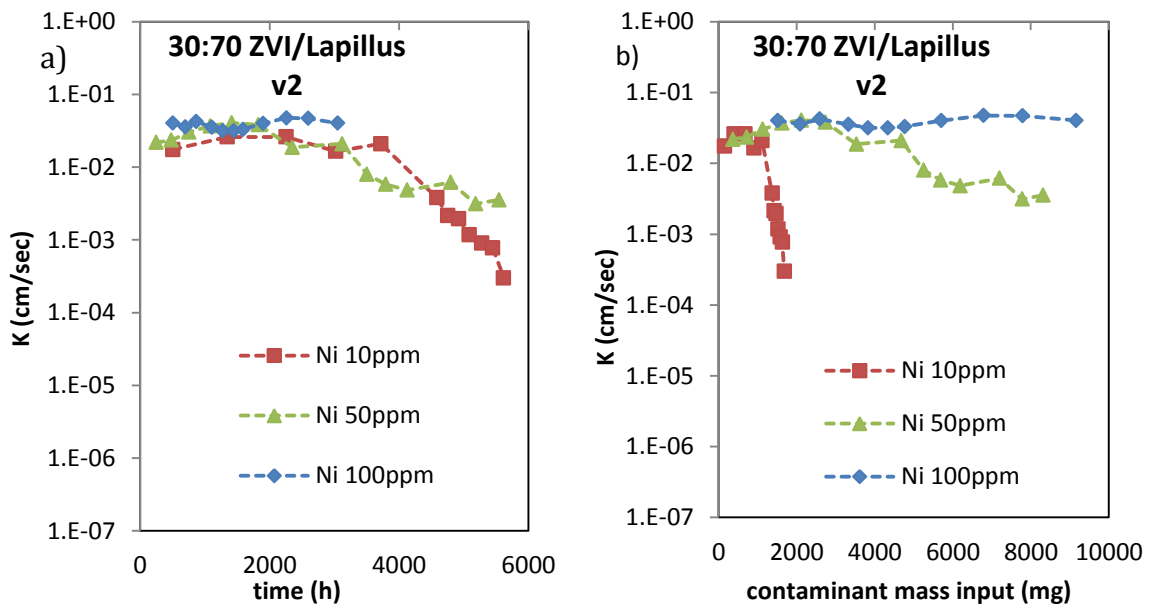 a)
30:70 ZVI/Lapillus
v2
1.E+00
1.E-01
1.E-02
1.E-03
1.E-04
1.E-05
1.E-06
1.E-07
K (cm/sec)
Ni 10ppm
Ni 50ppm
Ni 100ppm
0 2000 4000 6000
time (h)
b)
30:70 ZVI/Lapillus
v2
1.E+00
1.E-01
1.E-02
1.E-03
1.E-04
1.E-05
1.E-06
1.E-07
K (cm/sec)
Ni 10ppm
Ni 50ppm
Ni 100ppm
0 2000 4000 6000 8000 10000
contaminant mass input (mg)